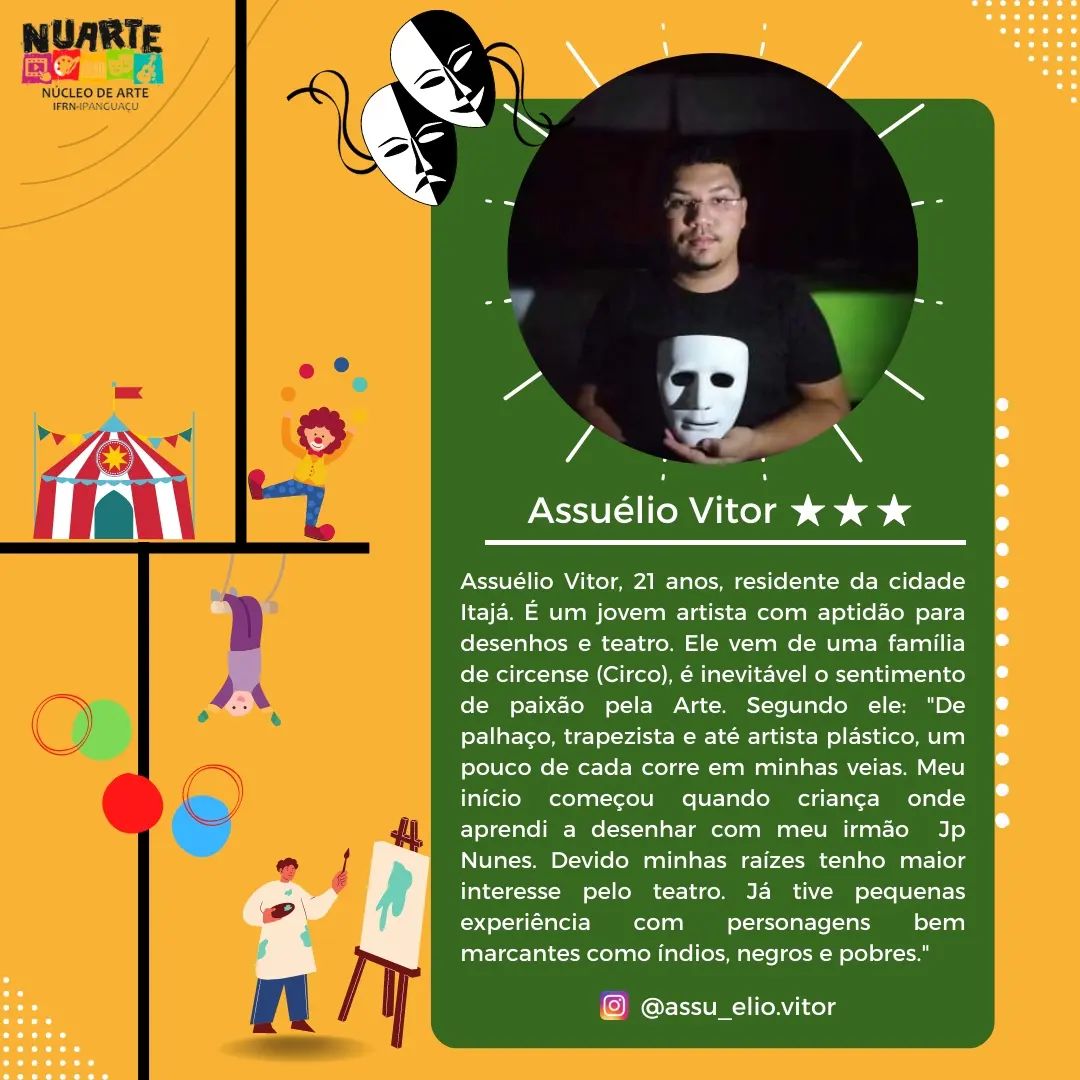 NUARTE
NÚCLEO DE ARTE
IFRN-IPANGUAÇU
Assuélio Vitor
Assuélio Vitor, 21 anos, residente da cidade
Itajá. É um jovem artista com aptidão para
desenhos e teatro. Ele vem de uma família
de circense (Circo), é inevitável o sentimento
de paixão pela Arte. Segundo ele: "De
palhaço, trapezista e até artista plástico, um
pouco de cada corre em minhas veias. Meu
início começou quando criança onde
aprendi a desenhar com meu irmão Jp
Nunes. Devido minhas raízes tenho maior
interesse pelo teatro. Já tive pequenas
experiência com personagens bem
marcantes como índios, negros e pobres."
@assu_elio.vitor